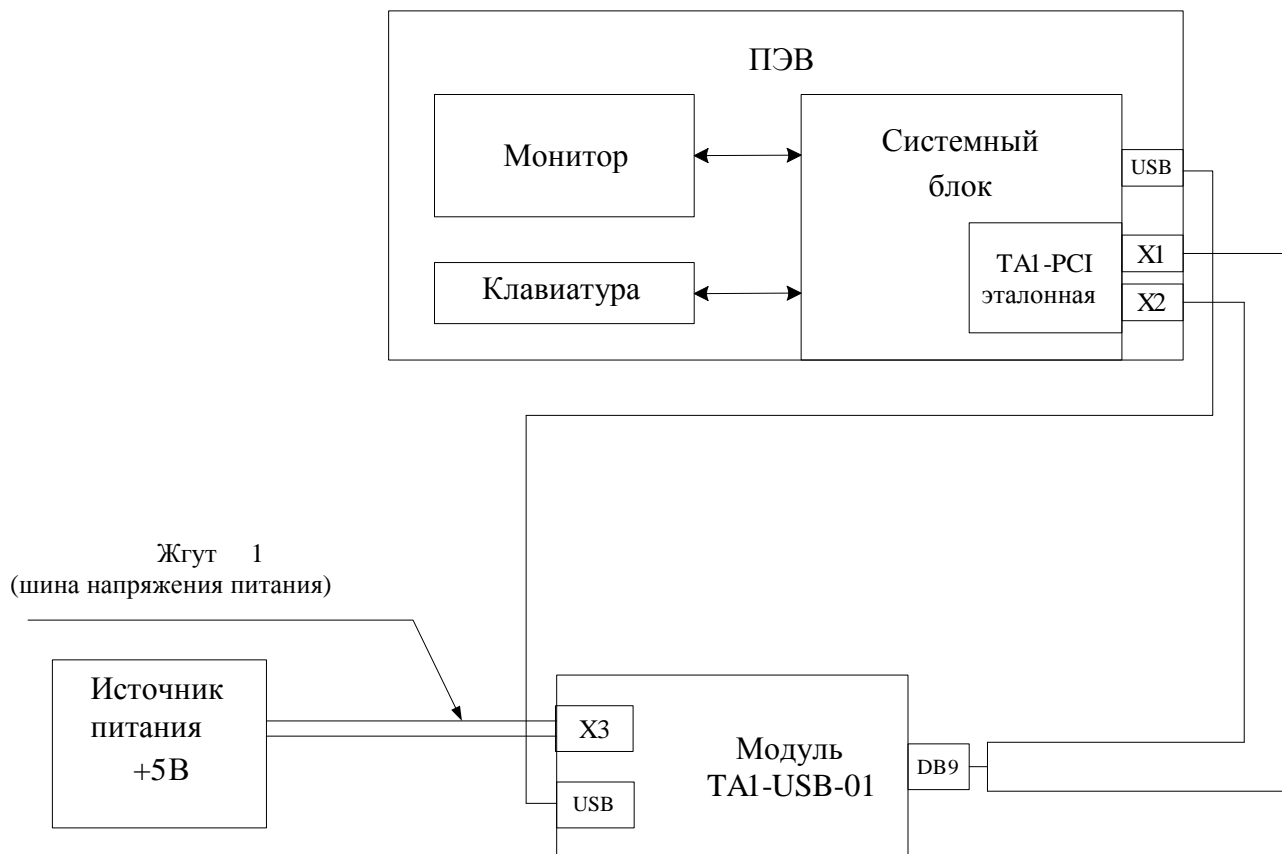 ПЭВ
Монитор
Системный
блок
USB
TA1-PCI
эталонная
X1
X2
Клавиатура
Жгут 1
(шина напряжения питания)
Источник
питания
+5В
X3
USB
Модуль
TA1-USB-01
DB9